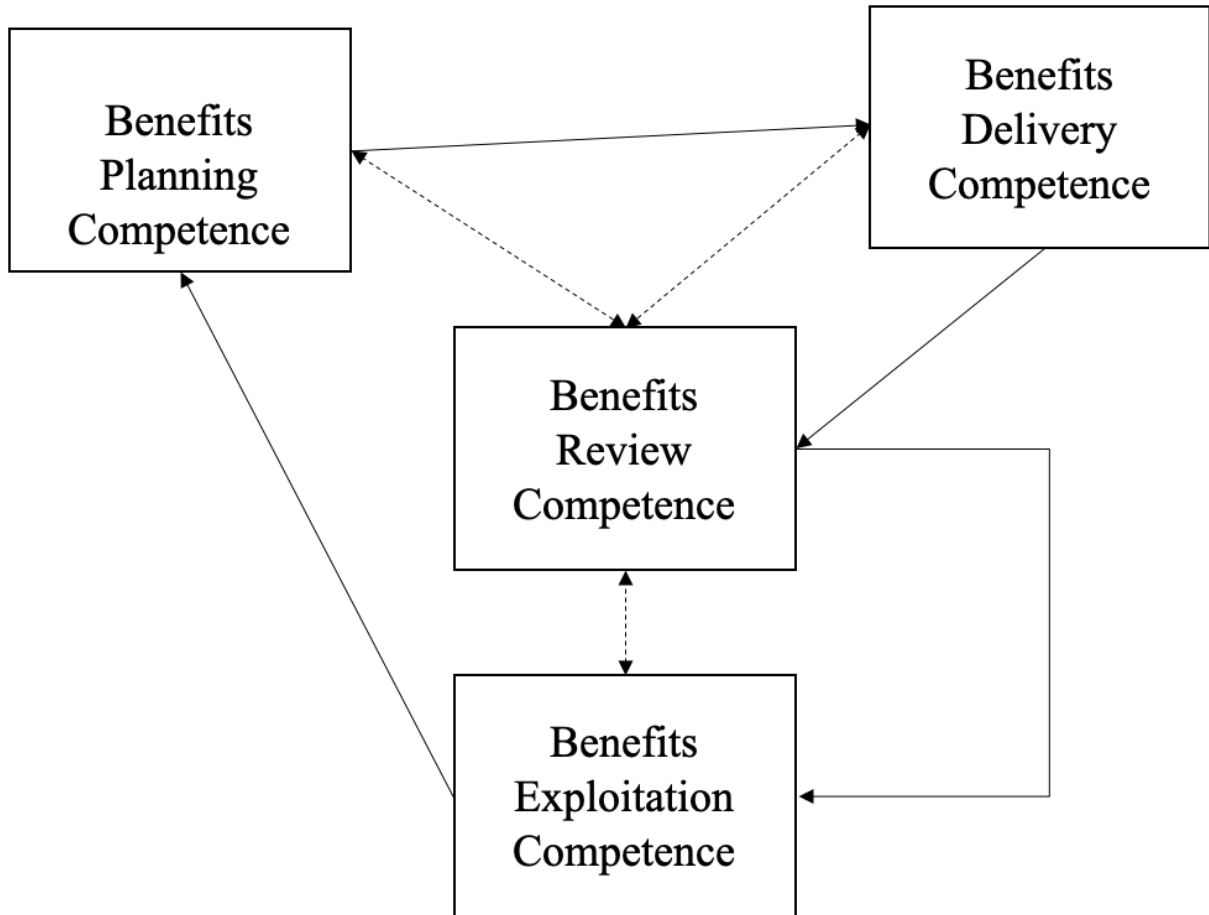 Benefits
Planning
Competence
Benefits
Delivery
Competence
Benefits
Review
Competence
Benefits
Exploitation
Competence